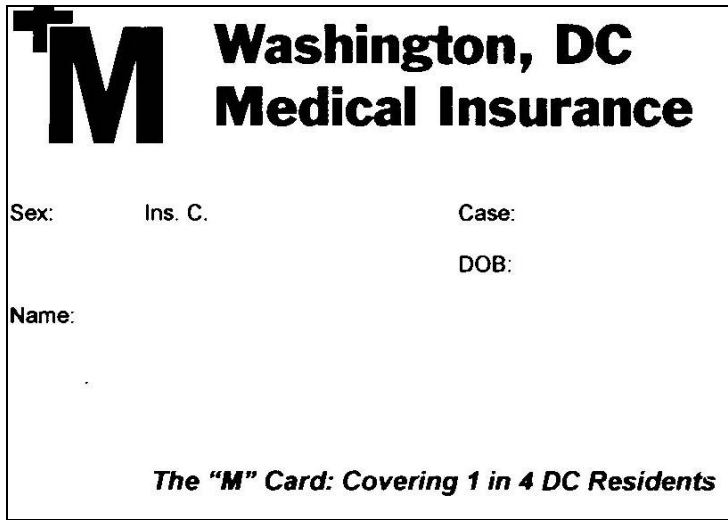 M Washington, DC
Medical Insurance
Sex: Ins. C. Case:
DOB:
Name:
The “M” Card: Covering 1 in 4 DC Residents